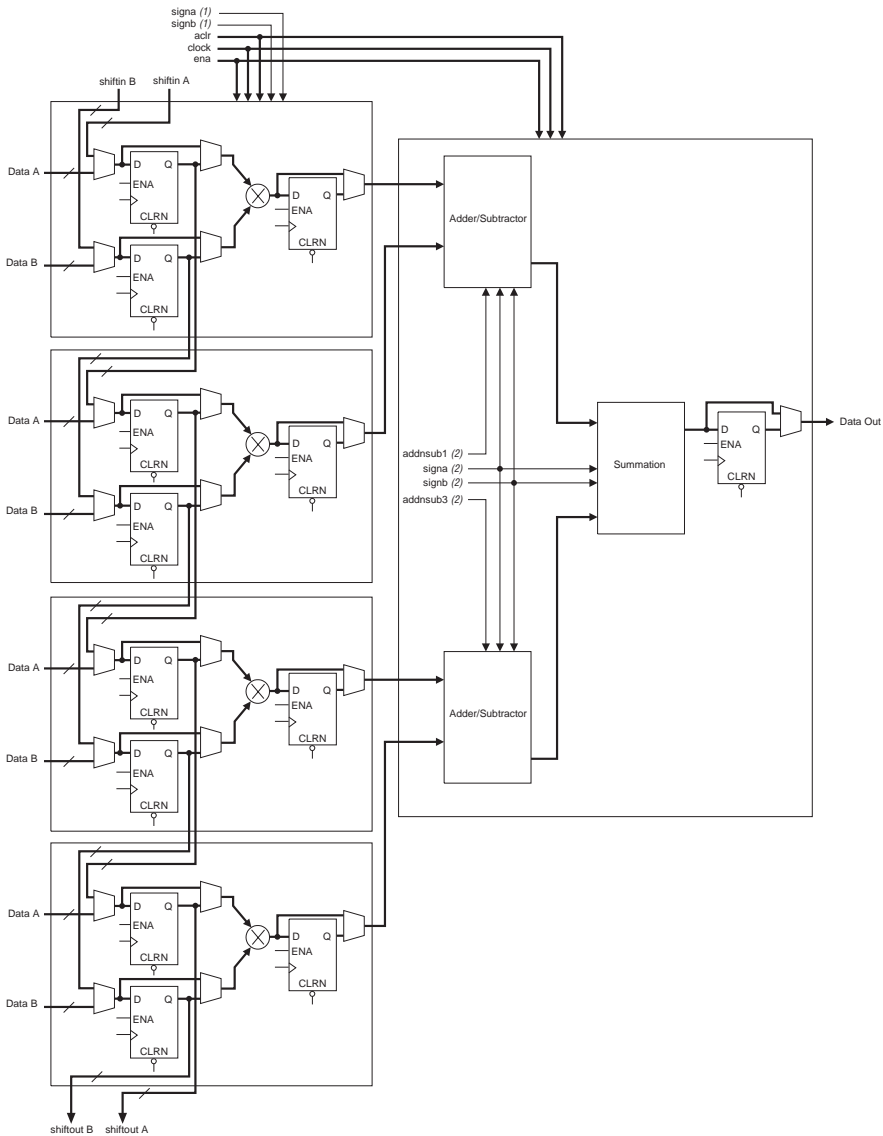 signa (1)
signb (1)
aclr
clock
ena
shiftin B
shiftin A
Data A
D
Q
ENA
CLRN
D
Q
ENA
CLRN
Data B
D
Q
ENA
CLRN
Adder/Subtractor
Data A
D
Q
ENA
CLRN
D
Q
ENA
CLRN
Data B
D
Q
ENA
CLRN
addnsub1 (2)
signa (2)
signb (2)
addnsub3 (2)
Summation
D
Q
ENA
CLRN
Data Out
Data A
D
Q
ENA
CLRN
D
Q
ENA
CLRN
Data B
D
Q
ENA
CLRN
Adder/Subtractor
Data A
D
Q
ENA
CLRN
D
Q
ENA
CLRN
Data B
D
Q
ENA
CLRN
shiftout B
shiftout A